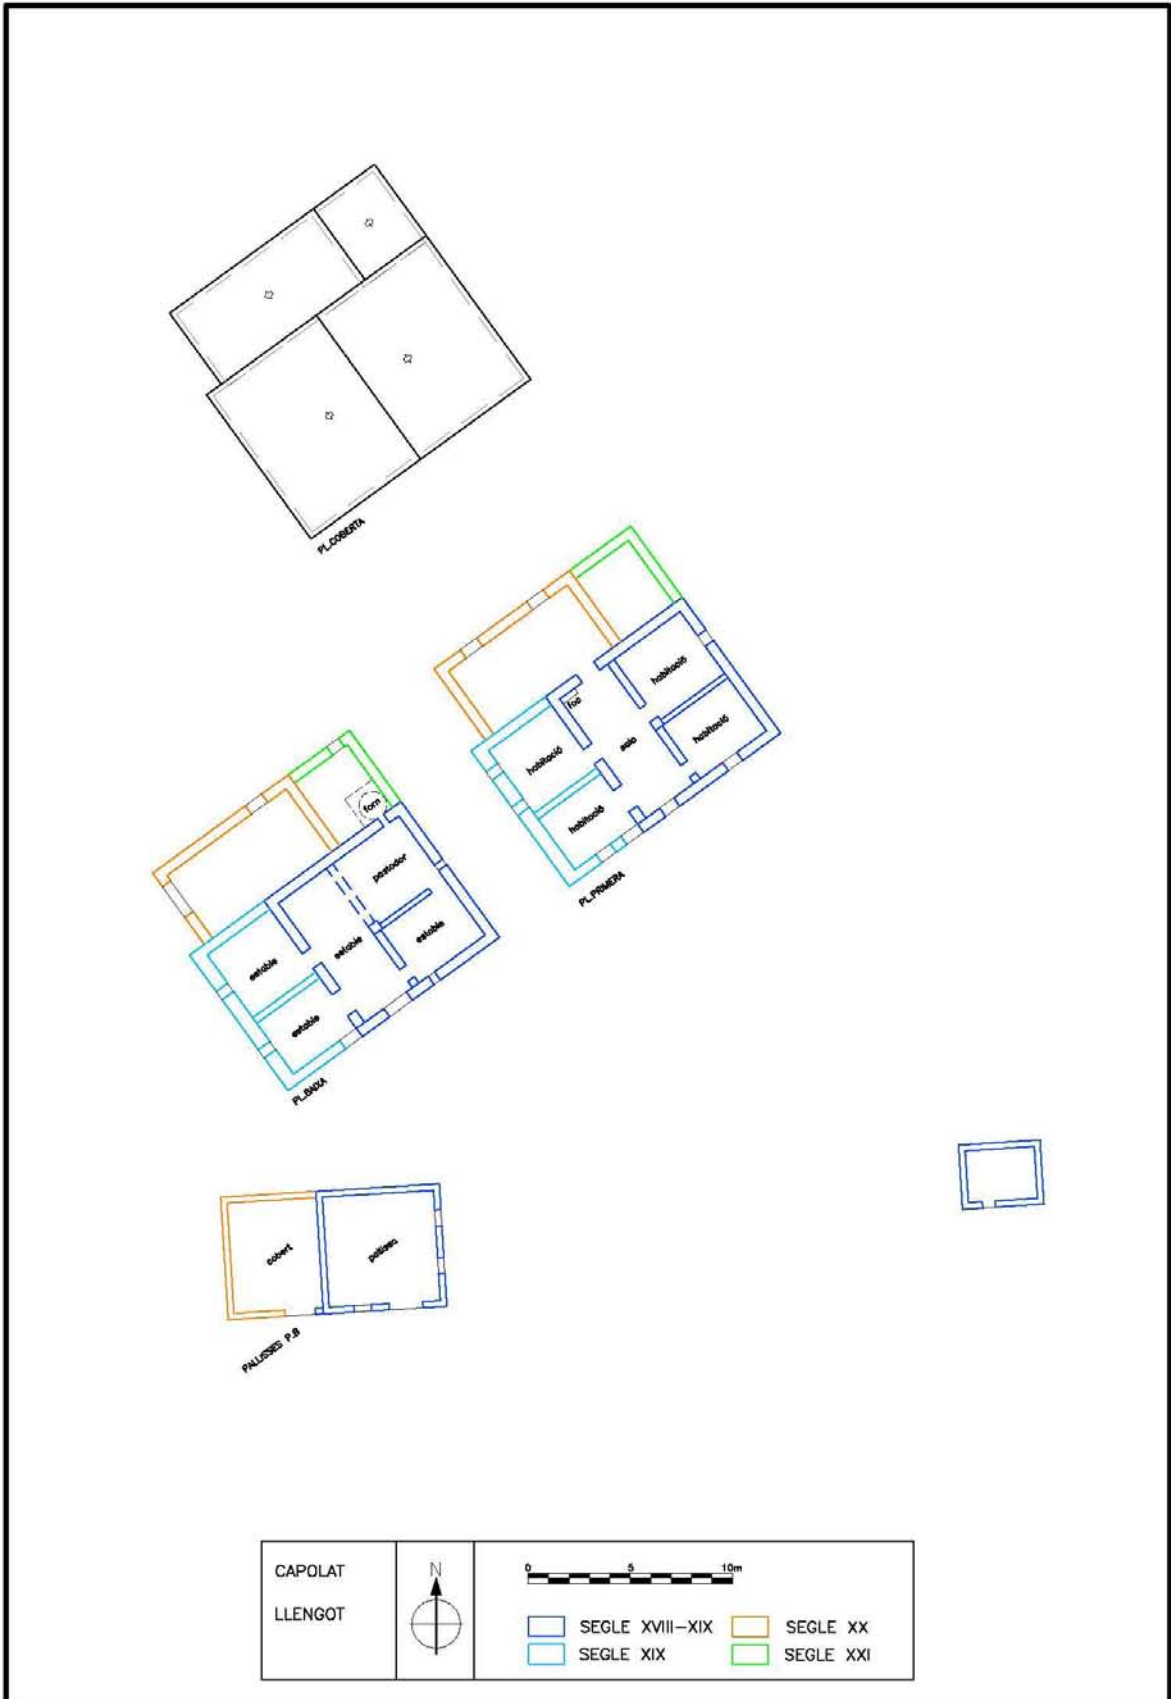 PL.COBERTA
habitació
habitació
foc
sala
habitació
habitació
PL.PRIMERA
forn
pastador
estable
estable
estable
estable
PL.BAIXA
cobert
pallissa
PALLISSES P.B
CAPOLAT
LLENGOT
N
0 5 10m
SEGLE XVIII-XIX
SEGLE XX
SEGLE XIX
SEGLE XXI